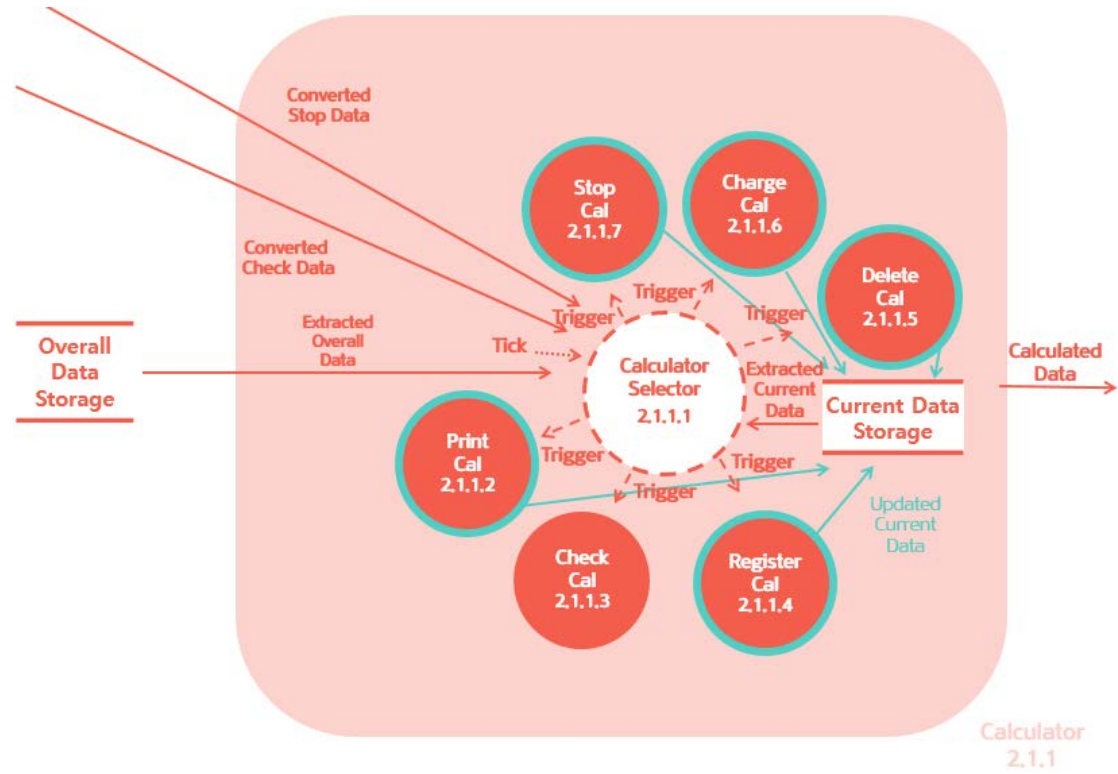 Converted
Stop Data
Stop
Cal
2.1.1.7
Charge
Cal
2.1.1.6
Converted
Check Data
Delete
Cal
2.1.1.5
Trigger
Trigger
Trigger
Extracted
Overall
Data
Tick
Overall
Data
Storage
Calculator
Selector
2.1.1.1
Extracted
Current
Data
Calculated
Data
Current Data
Storage
Print
Cal
2.1.1.2
Trigger
Trigger
Trigger
Updated
Current
Data
Check
Cal
2.1.1.3
Register
Cal
2.1.1.4
Calculator
2.1.1